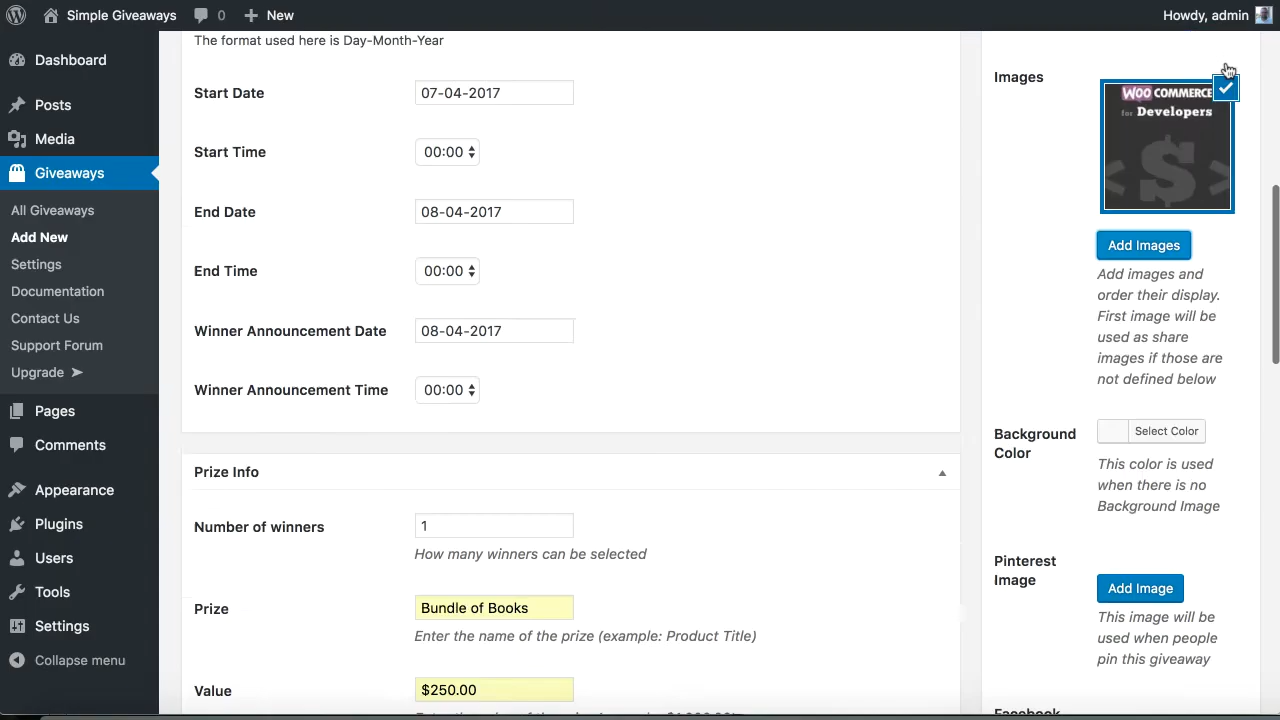 Simple Giveaways
0
New
Howdy, admin
Dashboard
Posts
Media
Giveaways
All Giveaways
Add New
Settings
Documentation
Contact Us
Support Forum
Upgrade ➤
Pages
Comments
Appearance
Plugins
Users
Tools
Settings
Collapse menu
The format used here is Day-Month-Year
Start Date
07-04-2017
Start Time
00:00
End Date
08-04-2017
End Time
00:00
Winner Announcement Date
08-04-2017
Winner Announcement Time
00:00
Prize Info
Number of winners
1
How many winners can be selected
Prize
Bundle of Books
Enter the name of the prize (example: Product Title)
Value
$250.00
Images
WOO COMMERCE
for Developers
< $ >
Add Images
Add images and
order their display.
First image will be
used as share
images if those are
not defined below
Background
Color
Select Color
This color is used
when there is no
Background Image
Pinterest
Image
Add Image
This image will be
used when people
pin this giveaway
Facebook